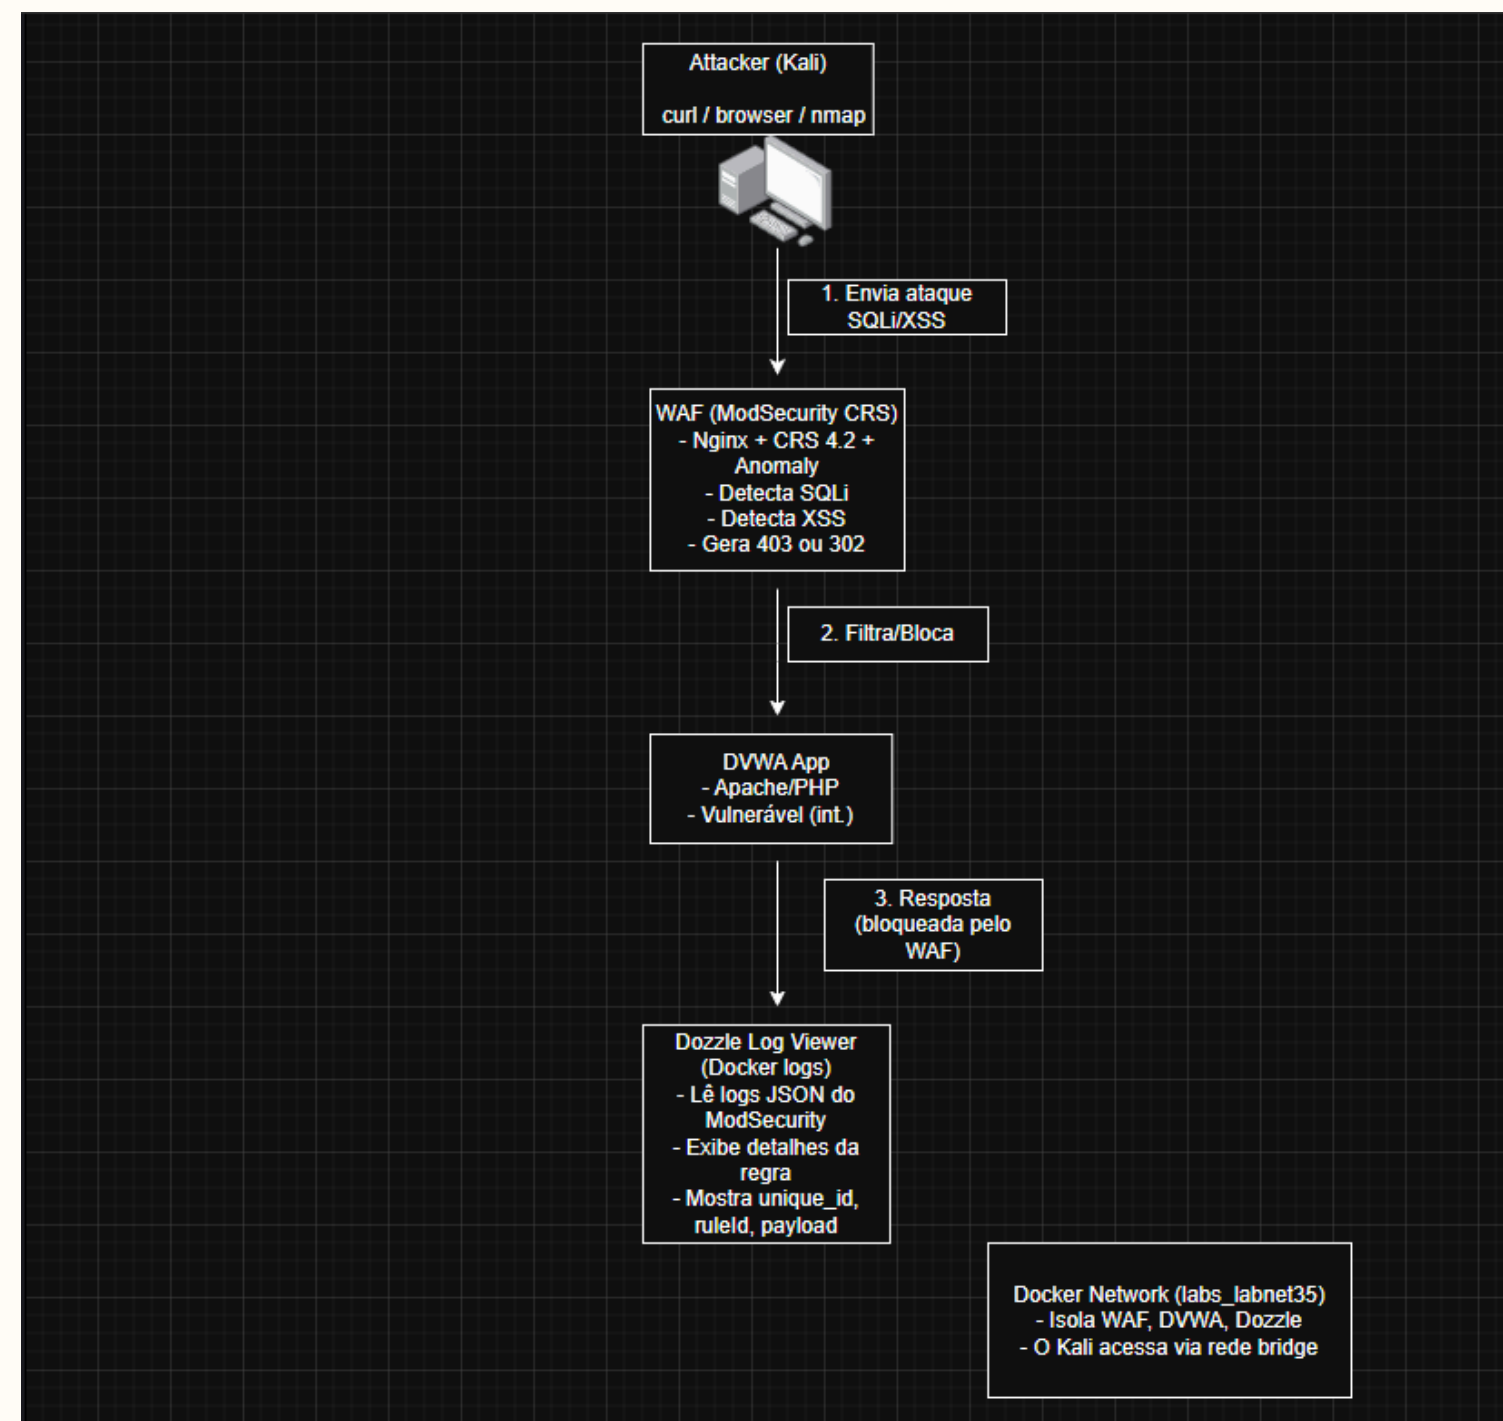 Attacker (Kali)
curl / browser / nmap
1. Envia ataque
SQLi/XSS
WAF (ModSecurity CRS)
- Nginx + CRS 4.2 +
Anomaly
- Detecta SQLi
- Detecta XSS
- Gera 403 ou 302
2. Filtra/Bloca
DVWA App
- Apache/PHP
- Vulnerável (int.)
3. Resposta
(bloqueada pelo
WAF)
Dozzle Log Viewer
(Docker logs)
- Lê logs JSON do
ModSecurity
- Exibe detalhes da
regra
- Mostra unique_id,
ruleId, payload
Docker Network (labs_labnet35)
- Isola WAF, DVWA, Dozzle
- O Kali acessa via rede bridge